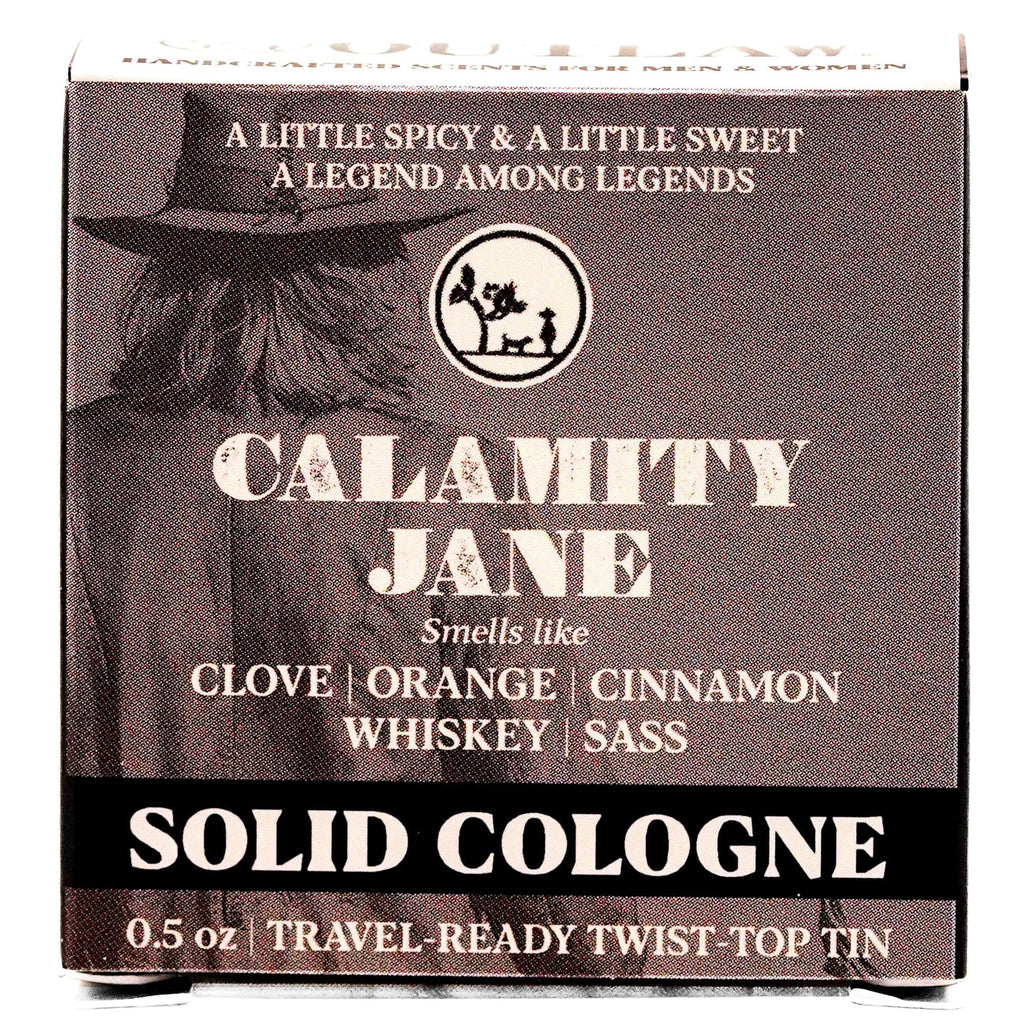 OUTLAW
HANDCRAFTED SCENTS FOR MEN & WOMEN
A LITTLE SPICY & A LITTLE SWEET
A LEGEND AMONG LEGENDS
CALAMITY
JANE
Smells like
CLOVE | ORANGE | CINNAMON
WHISKEY | SASS
SOLID COLOGNE
0.5 oz | TRAVEL-READY TWIST-TOP TIN